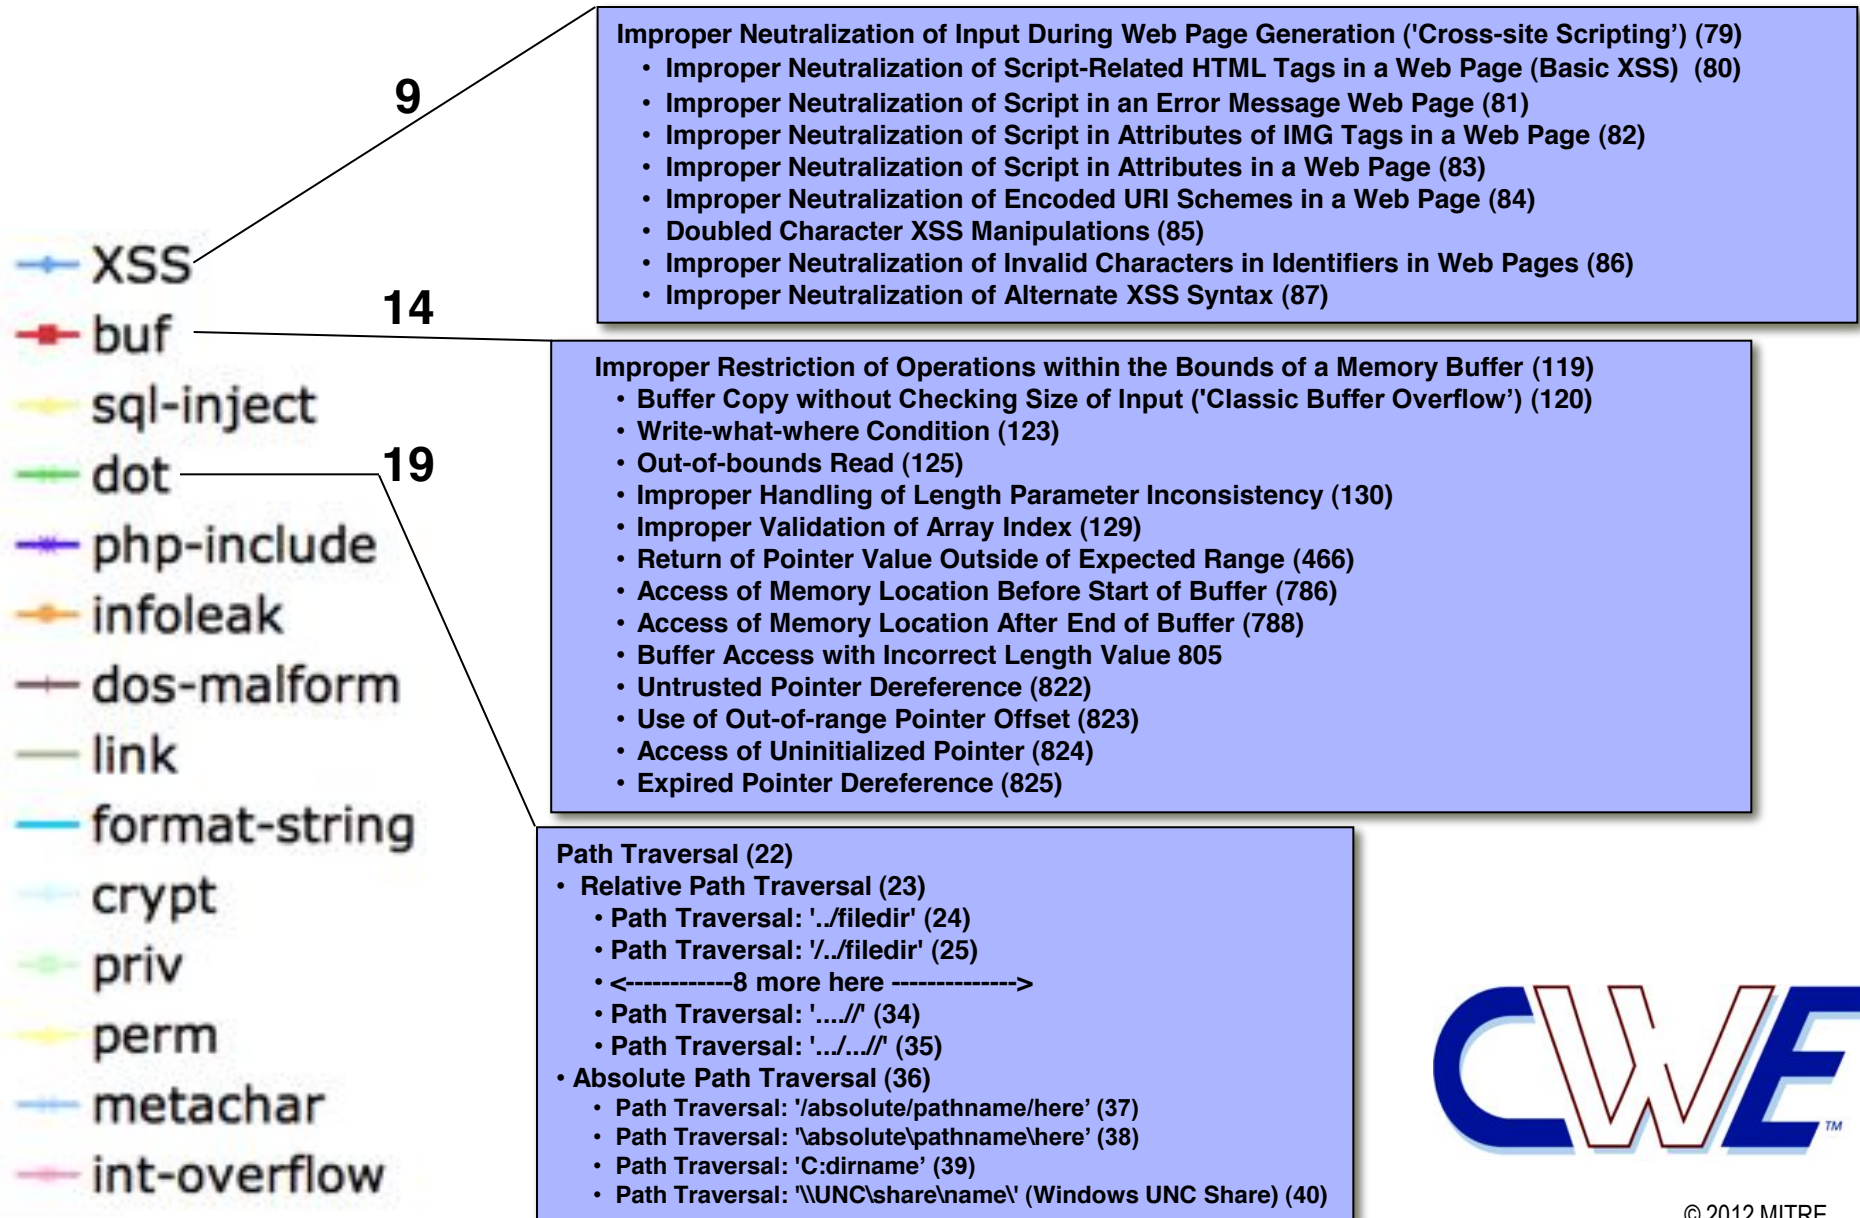 Improper Neutralization of Input During Web Page Generation ('Cross-site Scripting’) (79)
• Improper Neutralization of Script-Related HTML Tags in a Web Page (Basic XSS) (80)
• Improper Neutralization of Script in an Error Message Web Page (81)
• Improper Neutralization of Script in Attributes of IMG Tags in a Web Page (82)
• Improper Neutralization of Script in Attributes in a Web Page (83)
• Improper Neutralization of Encoded URI Schemes in a Web Page (84)
• Doubled Character XSS Manipulations (85)
• Improper Neutralization of Invalid Characters in Identifiers in Web Pages (86)
• Improper Neutralization of Alternate XSS Syntax (87)
9
14
19
XSS
buf
sql-inject
dot
php-include
infoleak
dos-malform
link
format-string
crypt
priv
perm
metachar
int-overflow
Improper Restriction of Operations within the Bounds of a Memory Buffer (119)
• Buffer Copy without Checking Size of Input ('Classic Buffer Overflow’) (120)
• Write-what-where Condition (123)
• Out-of-bounds Read (125)
• Improper Handling of Length Parameter Inconsistency (130)
• Improper Validation of Array Index (129)
• Return of Pointer Value Outside of Expected Range (466)
• Access of Memory Location Before Start of Buffer (786)
• Access of Memory Location After End of Buffer (788)
• Buffer Access with Incorrect Length Value 805
• Untrusted Pointer Dereference (822)
• Use of Out-of-range Pointer Offset (823)
• Access of Uninitialized Pointer (824)
• Expired Pointer Dereference (825)
Path Traversal (22)
• Relative Path Traversal (23)
• Path Traversal: '../filedir' (24)
• Path Traversal: '/../filedir' (25)
• <------------8 more here -------------->
• Path Traversal: '....//' (34)
• Path Traversal: '.../...//' (35)
• Absolute Path Traversal (36)
• Path Traversal: '/absolute/pathname/here’ (37)
• Path Traversal: '\absolute\pathname\here’ (38)
• Path Traversal: 'C:dirname’ (39)
• Path Traversal: '\\UNC\share\name\' (Windows UNC Share) (40)
CWE
TM
© 2012 MITRE